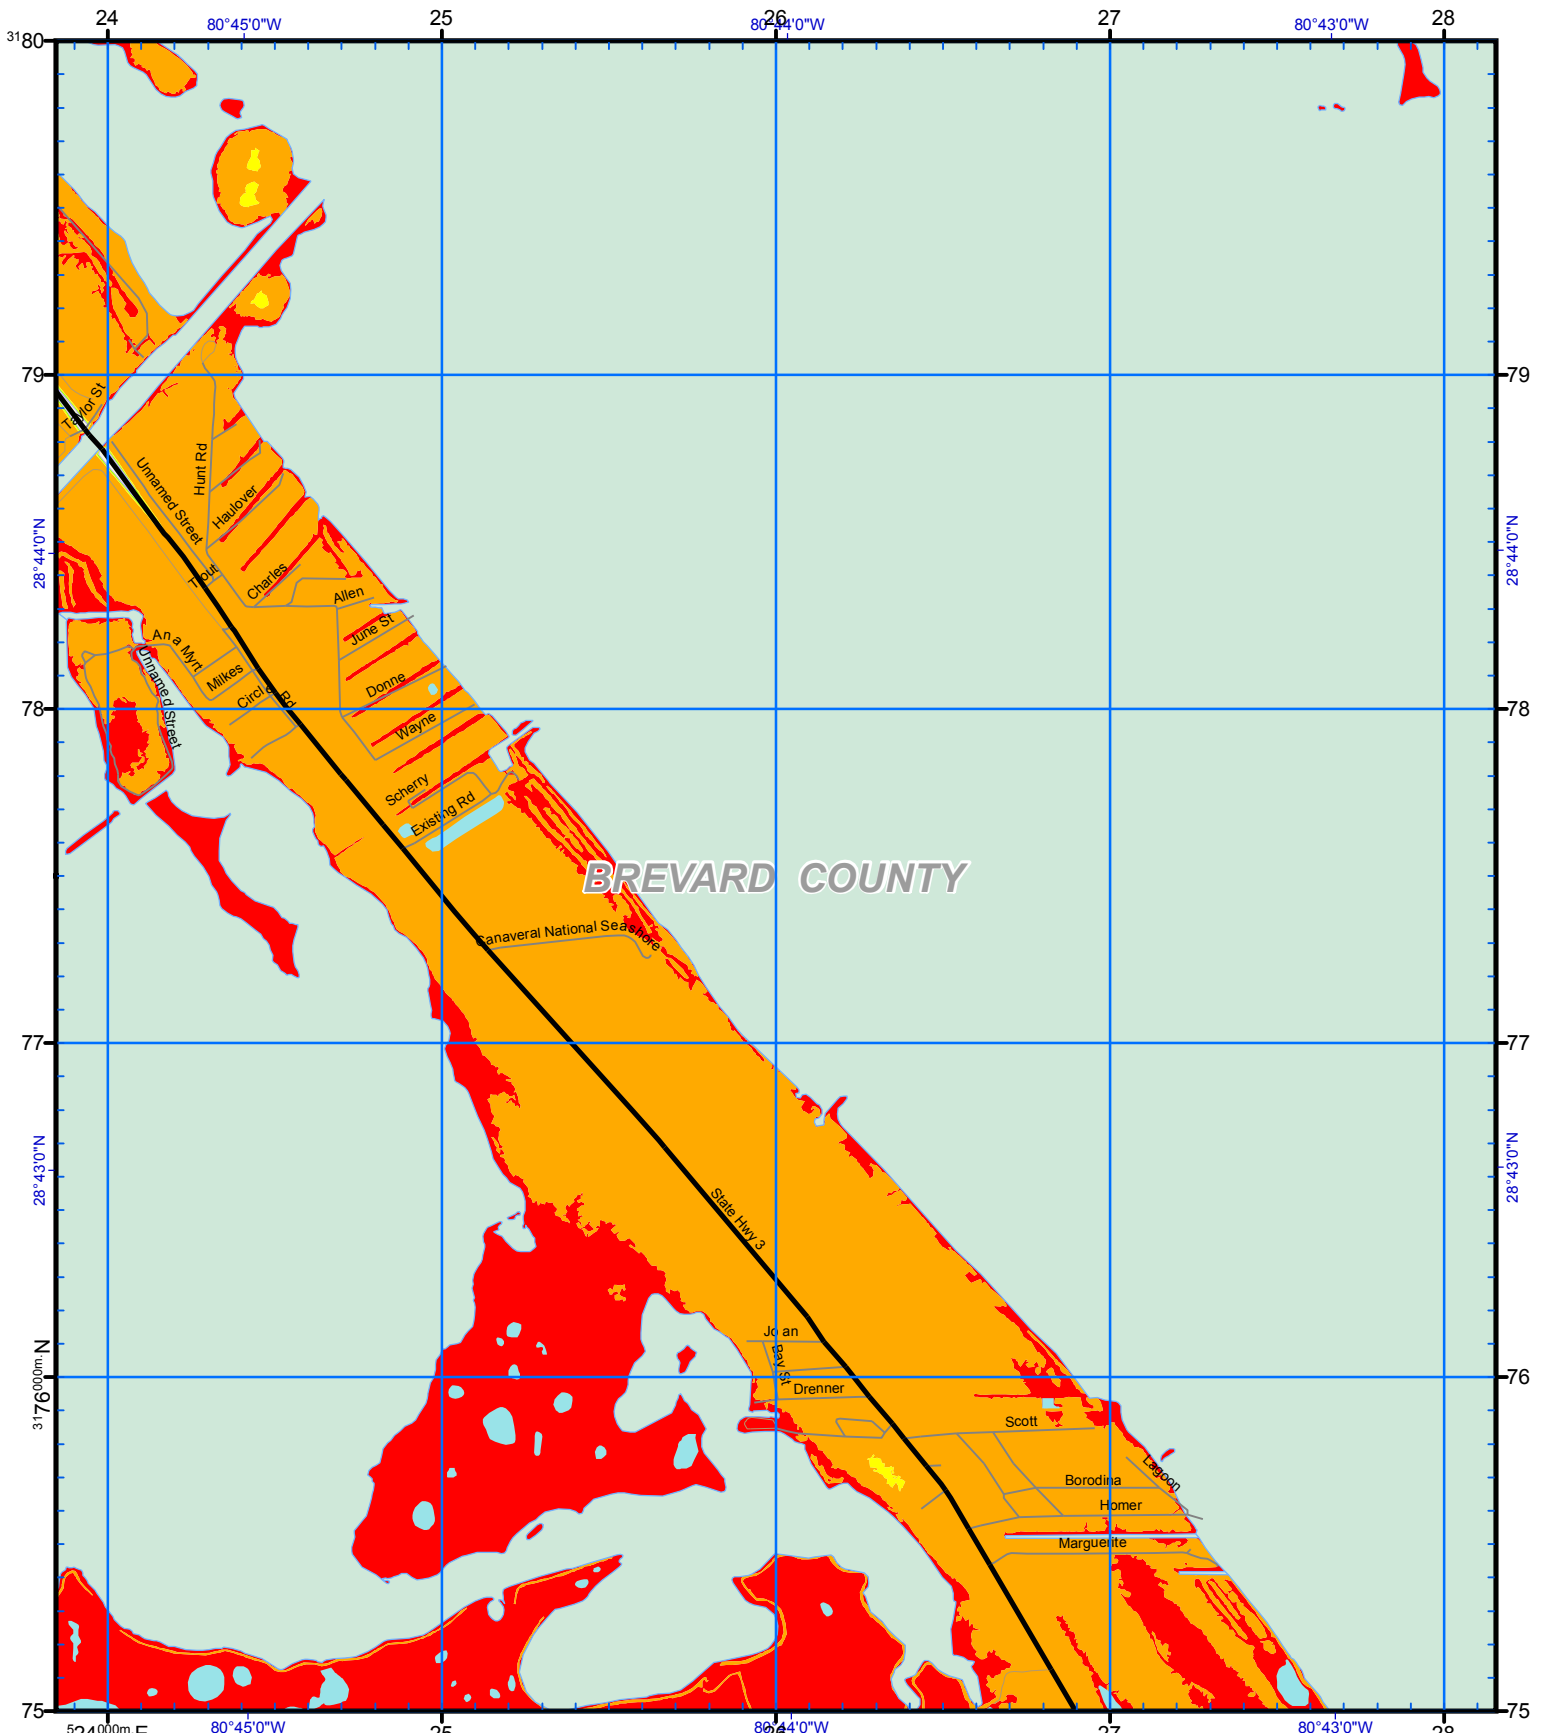 24 25 26 27 28
80°45'0"W 80°44'0"W 80°43'0"W
3180
79 79
Taylor St
Hunt Rd
Unnamed Street
Haulover
28°44'0"N 28°44'0"N
Trout
Charles
Allen
June St
Ana Myrt
Unnamed Street
Milkes
Circle Rd
Donne
78 78
Wayne
Scherry
Existing Rd
BREVARD COUNTY
Canaveral National Seashore
77 77
28°43'0"N 28°43'0"N
State Hwy 3
Joan
Bay St
3176000m. N 76
Drenner
Scott
Lagoon
Borodina
Homer
Marguerite
75 75
80°45'0"W 80°44'0"W 80°43'0"W